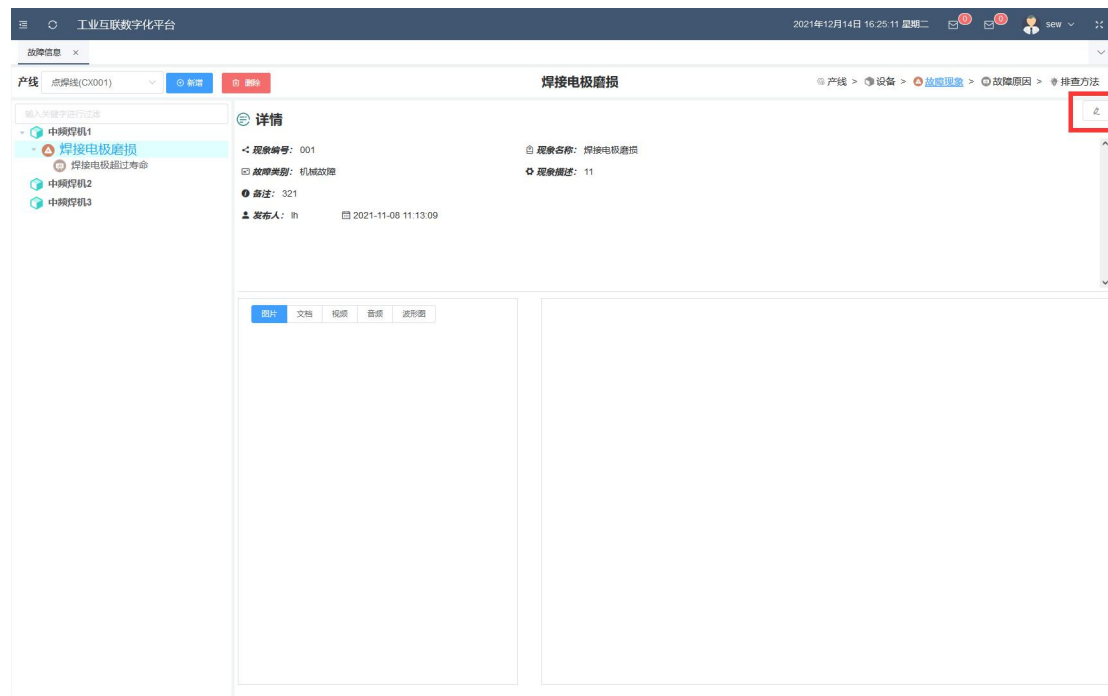 工业互联数字化平台 2021年12月14日 16:25:11 星期二 0 0 sew
故障信息 ×
产线 点焊线(CX001) 新增 删除 焊接电极磨损 产线 > 设备 > 故障现象 > 故障原因 > 排查方法
输入关键字进行过滤
中频焊机1
焊接电极磨损
焊接电极超过寿命
中频焊机2
中频焊机3
详情
现象编号: 001 现象名称: 焊接电极磨损
故障类别: 机械故障 现象描述: 11
备注: 321
发布人: lh 2021-11-08 11:13:09
图片 文档 视频 音频 波形图